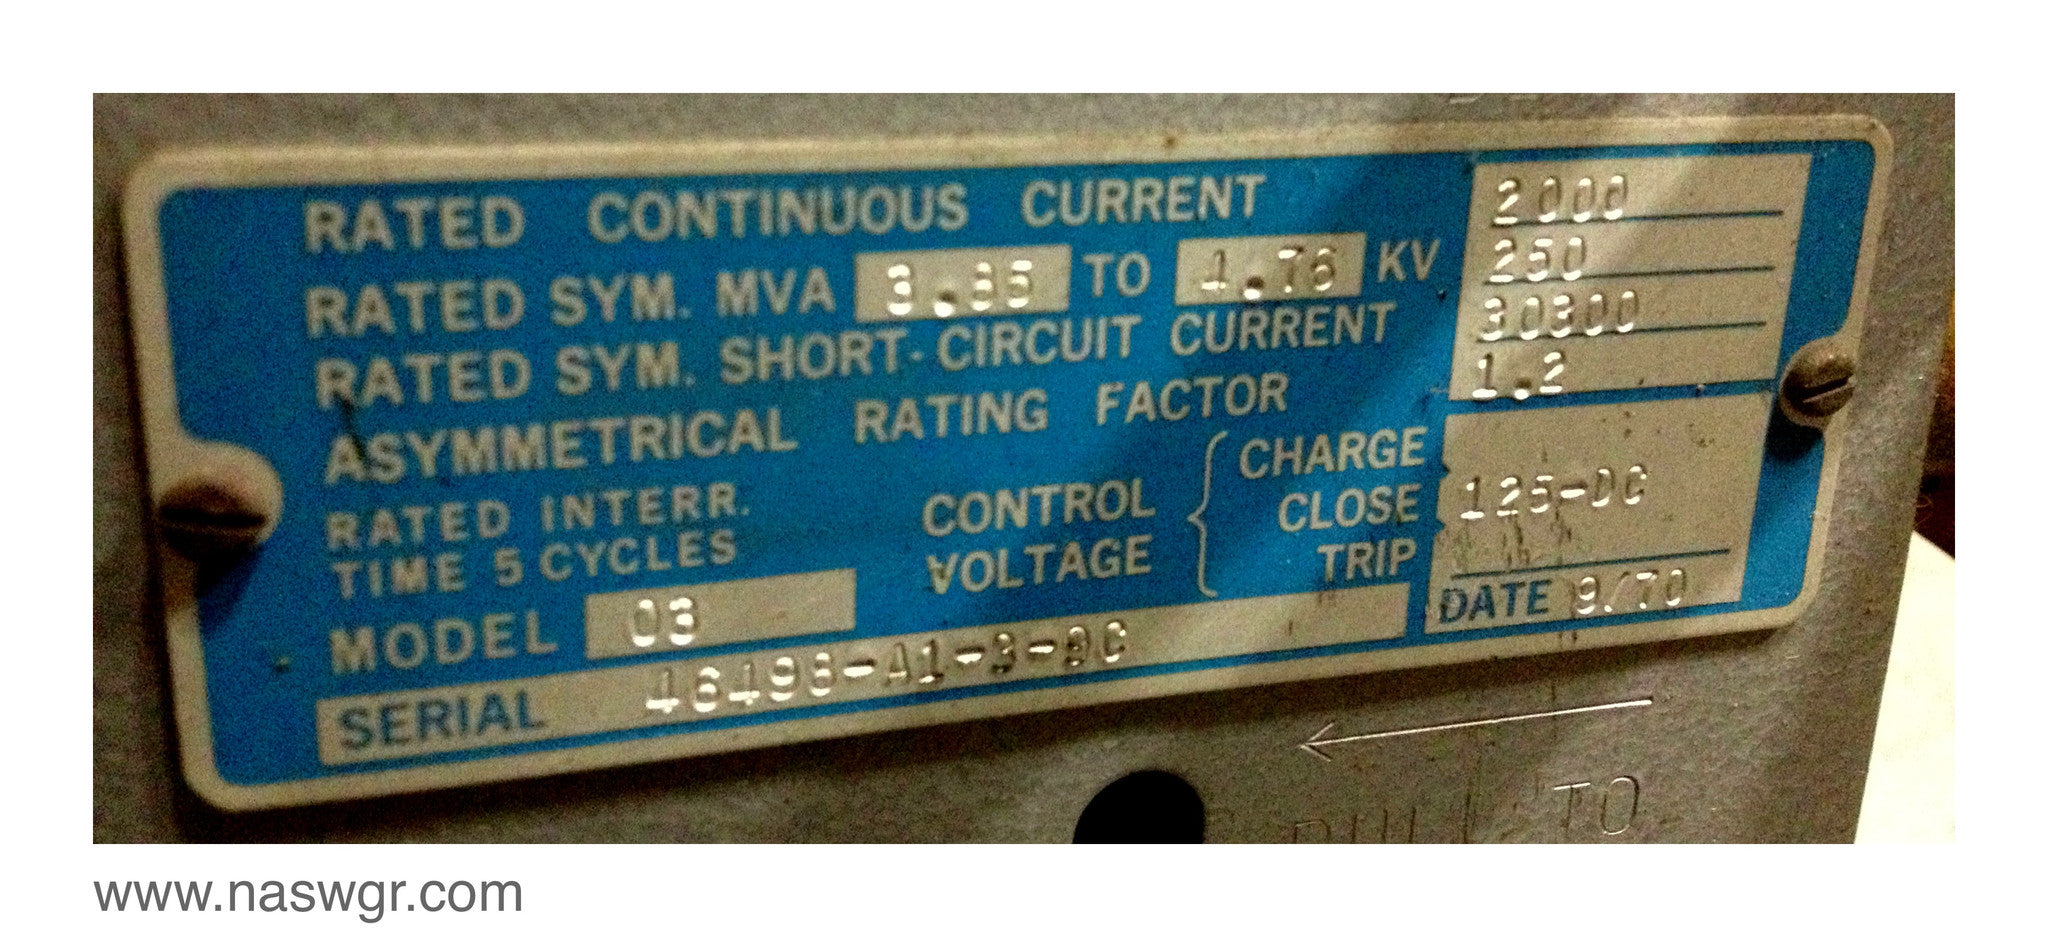 RATED CONTINUOUS CURRENT 2000
RATED SYM. MVA 3.85 TO 4.76 KV 250
RATED SYM. SHORT-CIRCUIT CURRENT 30300
ASYMMETRICAL RATING FACTOR 1.2
RATED INTERR.
TIME 5 CYCLES
CONTROL
VOLTAGE
CHARGE
CLOSE 125-DC
TRIP
MODEL 03
DATE 9/70
SERIAL
TO
www.naswgr.com